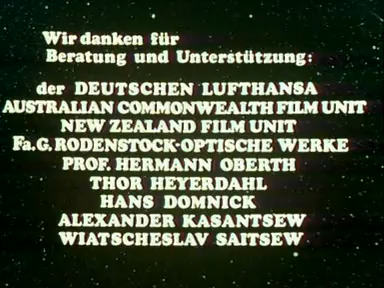 Wir danken für
Beratung und Unterstützung:
der DEUTSCHEN LUFTHANSA
AUSTRALIAN COMMONWEALTH FILM UNIT
NEW ZEALAND FILM UNIT
Fa.G. RODENSTOCK-OPTISCHE WERKE
PROF. HERMANN OBERTH
THOR HEYERDAHL
HANS DOMNICK
ALEXANDER KASANTSEW
WIATSCHESLAV SAITSEW